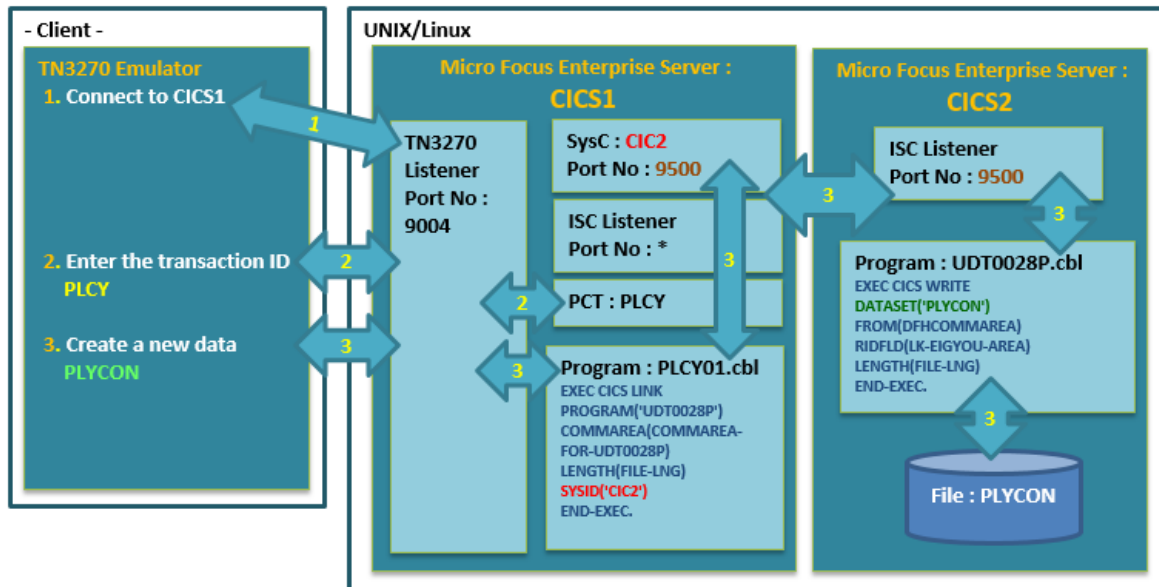 - Client -
TN3270 Emulator
1. Connect to CICS1
1
2. Enter the transaction ID
PLCY
2
3. Create a new data
PLYCON
3
UNIX/Linux
Micro Focus Enterprise Server :
CICS1
TN3270
Listener
Port No :
9004
SysC : CIC2
Port No : 9500
ISC Listener
Port No : *
3
2
PCT : PLCY
3
Program : PLCY01.cbl
EXEC CICS LINK
PROGRAM('UDT0028P')
COMMAREA(COMMAREA-
FOR-UDT0028P)
LENGTH(FILE-LNG)
SYSID('CIC2')
END-EXEC.
3
Micro Focus Enterprise Server :
CICS2
ISC Listener
Port No : 9500
3
Program : UDT0028P.cbl
EXEC CICS WRITE
DATASET('PLYCON')
FROM(DFHCOMMAREA)
RIDFLD(LK-EIGYOU-AREA)
LENGTH(FILE-LNG)
END-EXEC.
3
File : PLYCON